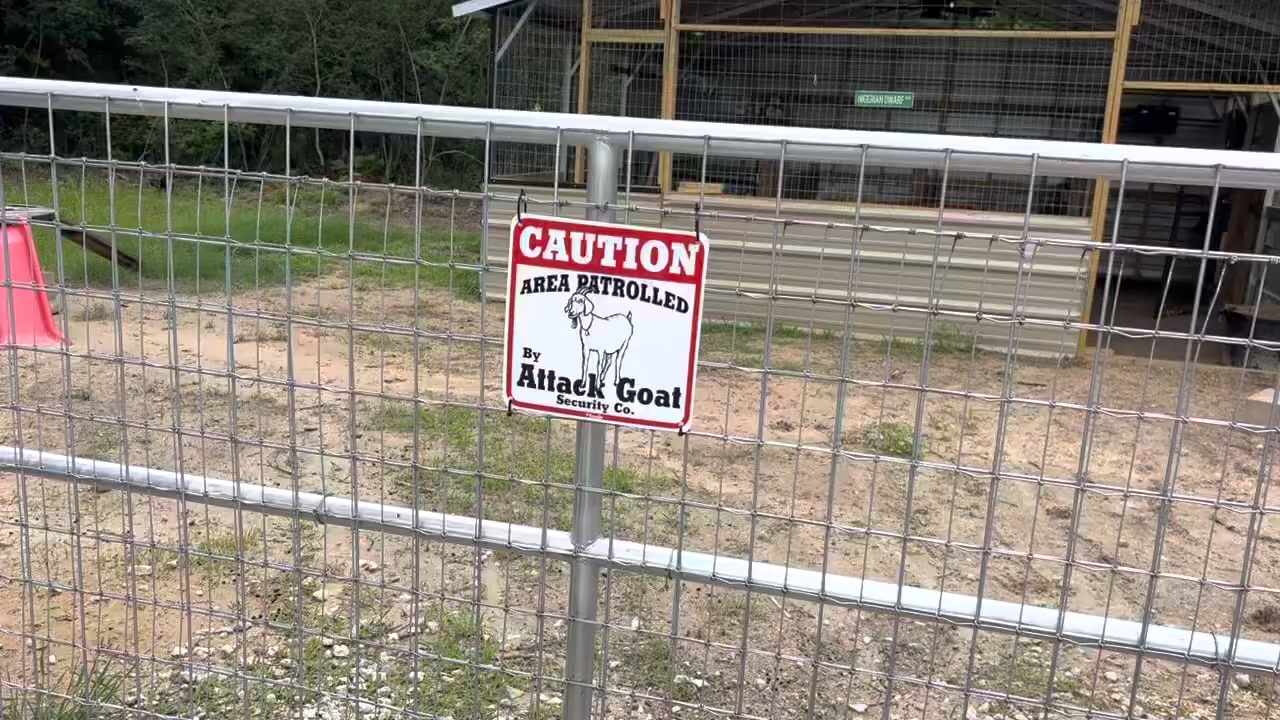 NIGERIAN DWARF
CAUTION
AREA PATROLLED
By
Attack Goat
Security Co.